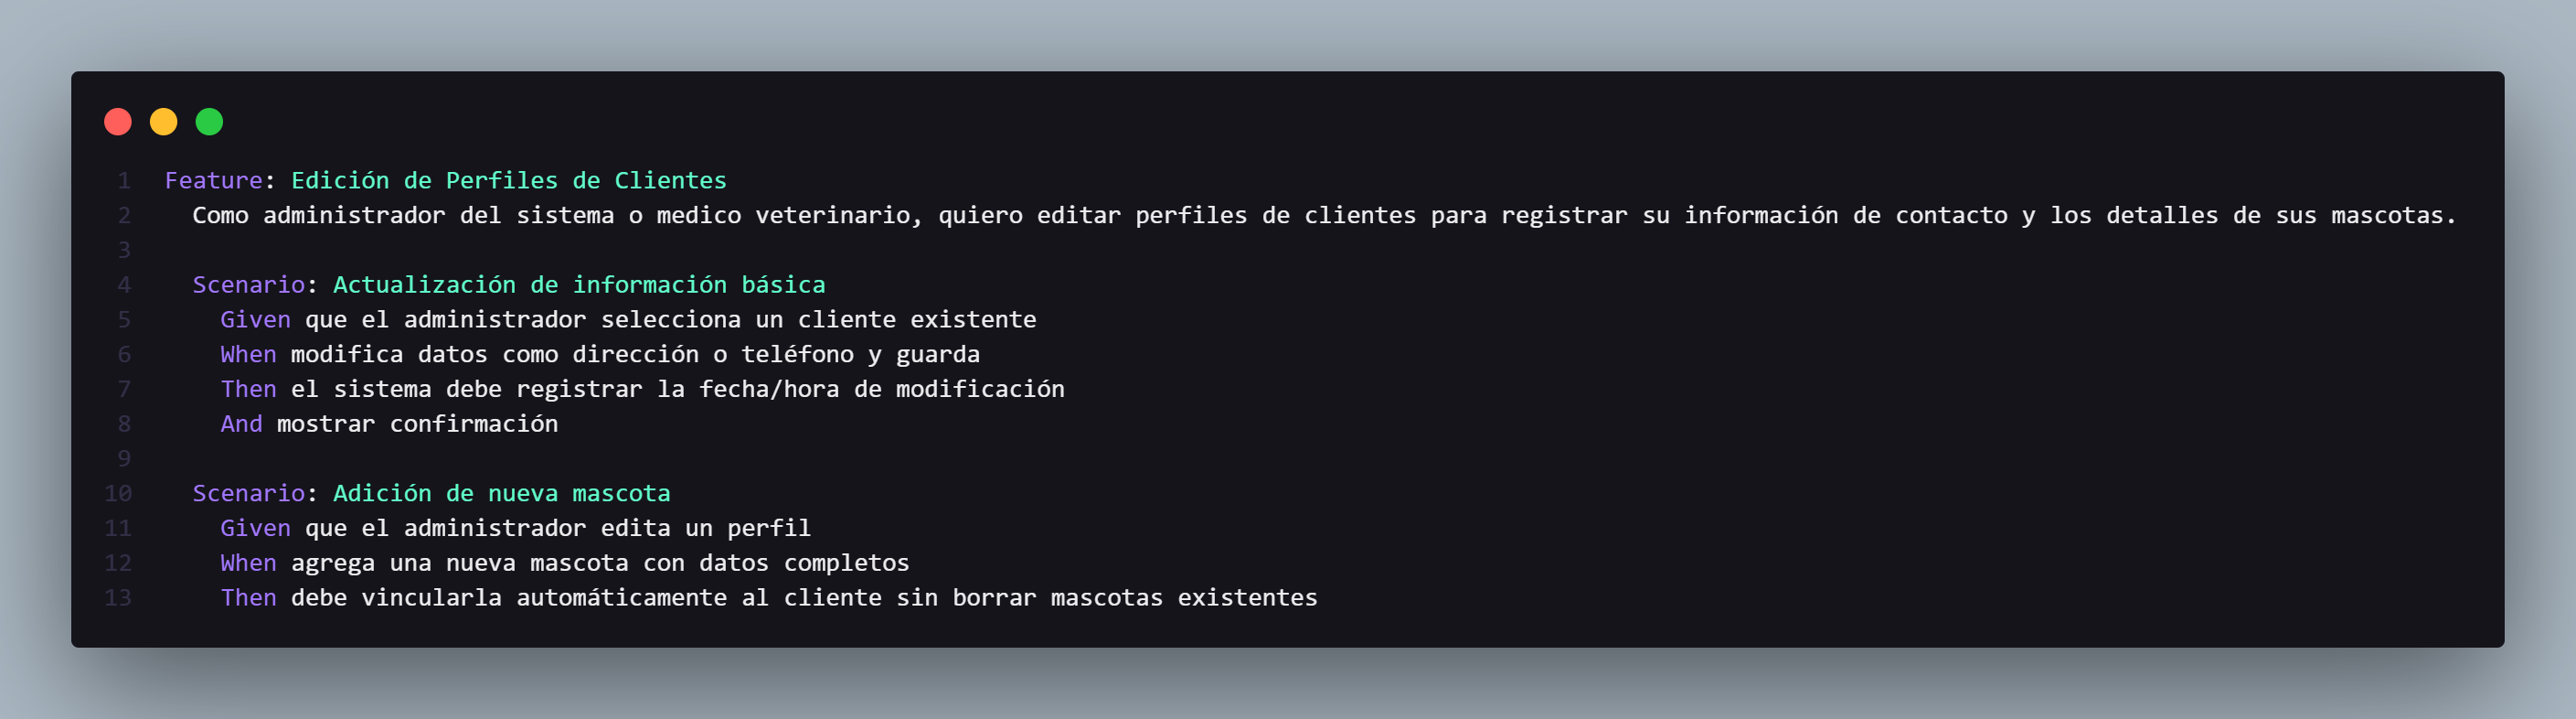 1 Feature: Edición de Perfiles de Clientes
2 Como administrador del sistema o medico veterinario, quiero editar perfiles de clientes para registrar su información de contacto y los detalles de sus mascotas.
3
4 Scenario: Actualización de información básica
5 Given que el administrador selecciona un cliente existente
6 When modifica datos como dirección o teléfono y guarda
7 Then el sistema debe registrar la fecha/hora de modificación
8 And mostrar confirmación
9
10 Scenario: Adición de nueva mascota
11 Given que el administrador edita un perfil
12 When agrega una nueva mascota con datos completos
13 Then debe vincularla automáticamente al cliente sin borrar mascotas existentes